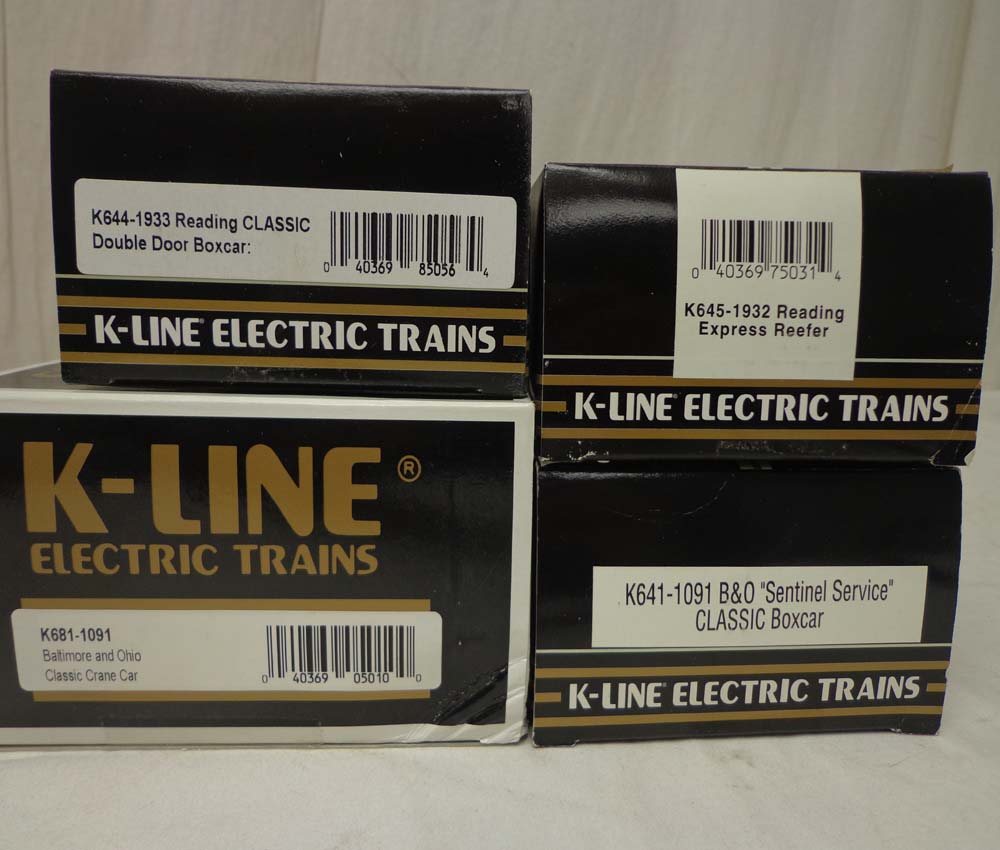 K644-1933 Reading CLASSIC
Double Door Boxcar:
0 40369 85056 4
K-LINE® ELECTRIC TRAINS
0 40369 75031 4
K645-1932 Reading
Express Reefer
K-LINE® ELECTRIC TRAINS
K-LINE®
ELECTRIC TRAINS
K681-1091
Baltimore and Ohio
Classic Crane Car
0 40369 05010 0
K641-1091 B&O "Sentinel Service"
CLASSIC Boxcar
K-LINE® ELECTRIC TRAINS